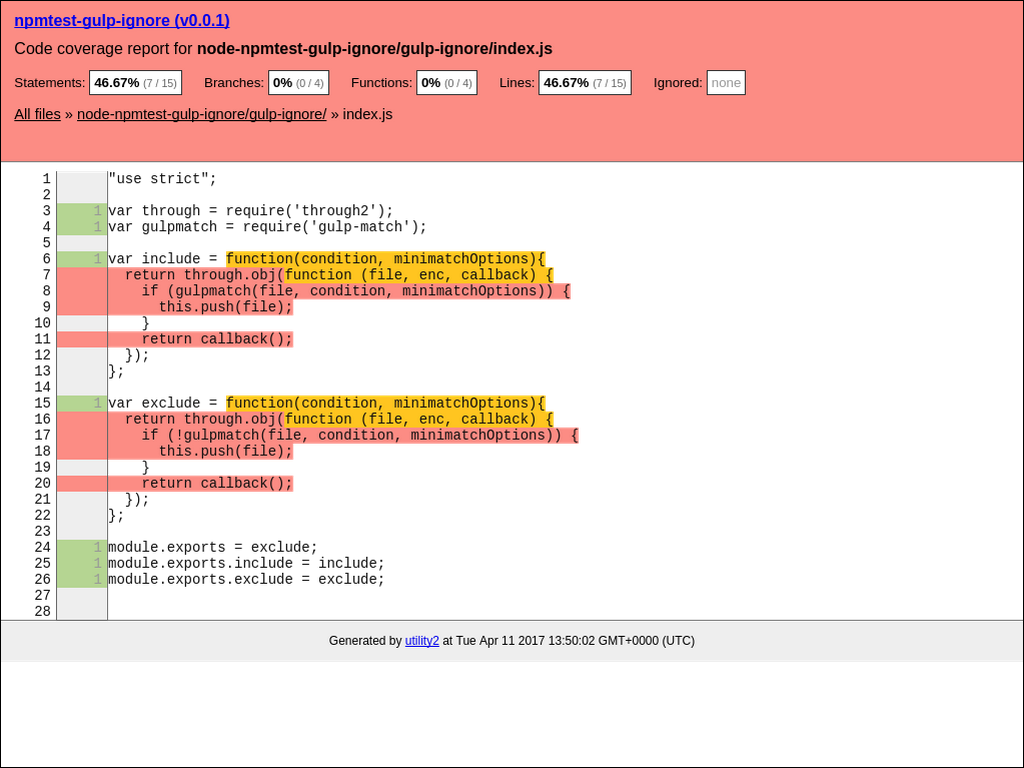 npmtest-gulp-ignore (v0.0.1)
Code coverage report for node-npmtest-gulp-ignore/gulp-ignore/index.js
Statements: 46.67% (7 / 15) Branches: 0% (0 / 4) Functions: 0% (0 / 4) Lines: 46.67% (7 / 15) Ignored: none
All files » node-npmtest-gulp-ignore/gulp-ignore/ » index.js
1 "use strict";
2
3 1 var through = require('through2');
4 1 var gulpmatch = require('gulp-match');
5
6 1 var include = function(condition, minimatchOptions){
7 return through.obj(function (file, enc, callback) {
8 if (gulpmatch(file, condition, minimatchOptions)) {
9 this.push(file);
10 }
11 return callback();
12 });
13 };
14
15 1 var exclude = function(condition, minimatchOptions){
16 return through.obj(function (file, enc, callback) {
17 if (!gulpmatch(file, condition, minimatchOptions)) {
18 this.push(file);
19 }
20 return callback();
21 });
22 };
23
24 1 module.exports = exclude;
25 1 module.exports.include = include;
26 1 module.exports.exclude = exclude;
27
28
Generated by utility2 at Tue Apr 11 2017 13:50:02 GMT+0000 (UTC)